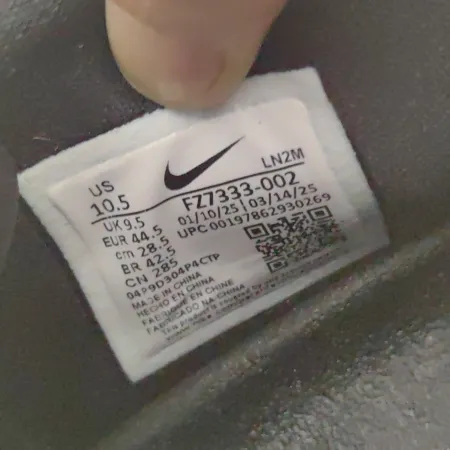 US
10.5
UK 9.5
EUR 44.5
cm 28.5
BR 42.5
CN 285
04P9D304P4CTP
MADE IN CHINA
HECHO EN CHINA
FABRIQUE EN CHINE
FABRICADO NA CHINA
LN2M
FZ7333-002
01/10/25 | 03/14/25
UPC 00197862930269